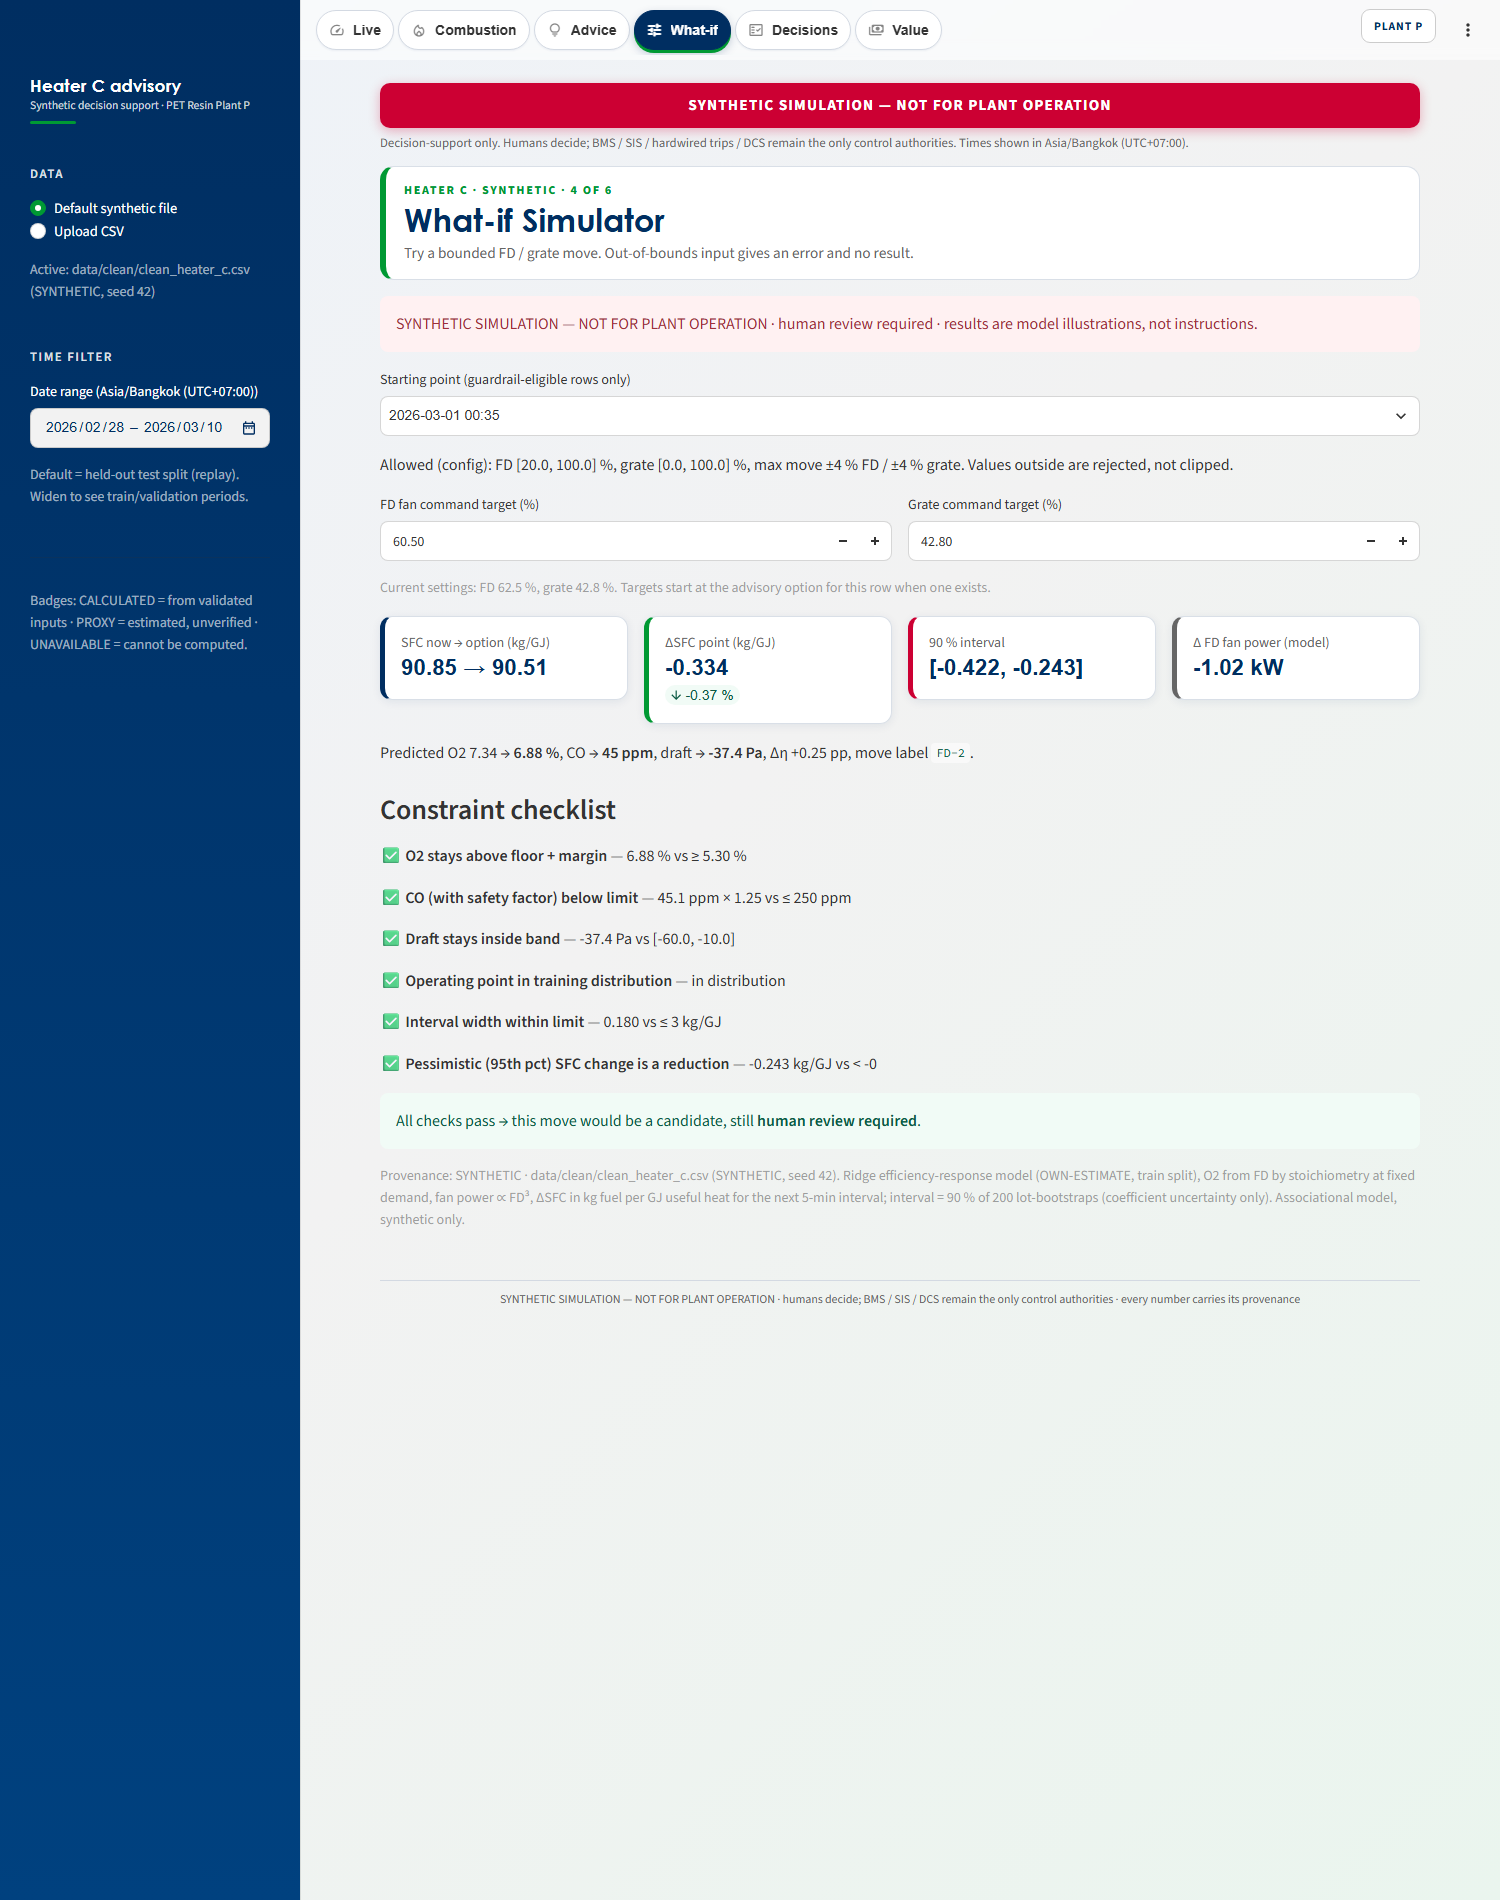 Live
Combustion
Advice
What-if
Decisions
Value
PLANT P
Heater C advisory
Synthetic decision support · PET Resin Plant P
DATA
Default synthetic file
Upload CSV
Active: data/clean/clean_heater_c.csv
(SYNTHETIC, seed 42)
TIME FILTER
Date range (Asia/Bangkok (UTC+07:00))
2026/02/28 – 2026/03/10
Default = held-out test split (replay).
Widen to see train/validation periods.
Badges: CALCULATED = from validated
inputs · PROXY = estimated, unverified ·
UNAVAILABLE = cannot be computed.
SYNTHETIC SIMULATION — NOT FOR PLANT OPERATION
Decision-support only. Humans decide; BMS / SIS / hardwired trips / DCS remain the only control authorities. Times shown in Asia/Bangkok (UTC+07:00).
HEATER C · SYNTHETIC · 4 OF 6
What-if Simulator
Try a bounded FD / grate move. Out-of-bounds input gives an error and no result.
SYNTHETIC SIMULATION — NOT FOR PLANT OPERATION · human review required · results are model illustrations, not instructions.
Starting point (guardrail-eligible rows only)
2026-03-01 00:35
Allowed (config): FD [20.0, 100.0] %, grate [0.0, 100.0] %, max move ±4 % FD / ±4 % grate. Values outside are rejected, not clipped.
FD fan command target (%)
60.50
Grate command target (%)
42.80
Current settings: FD 62.5 %, grate 42.8 %. Targets start at the advisory option for this row when one exists.
SFC now → option (kg/GJ)
90.85 → 90.51
ΔSFC point (kg/GJ)
-0.334
↓ -0.37 %
90 % interval
[-0.422, -0.243]
Δ FD fan power (model)
-1.02 kW
Predicted O2 7.34 → 6.88 %, CO → 45 ppm, draft → -37.4 Pa, Δη +0.25 pp, move label FD-2 .
Constraint checklist
✅ O2 stays above floor + margin — 6.88 % vs ≥ 5.30 %
✅ CO (with safety factor) below limit — 45.1 ppm × 1.25 vs ≤ 250 ppm
✅ Draft stays inside band — -37.4 Pa vs [-60.0, -10.0]
✅ Operating point in training distribution — in distribution
✅ Interval width within limit — 0.180 vs ≤ 3 kg/GJ
✅ Pessimistic (95th pct) SFC change is a reduction — -0.243 kg/GJ vs < -0
All checks pass → this move would be a candidate, still human review required.
Provenance: SYNTHETIC · data/clean/clean_heater_c.csv (SYNTHETIC, seed 42). Ridge efficiency-response model (OWN-ESTIMATE, train split), O2 from FD by stoichiometry at fixed
demand, fan power ∝ FD³, ΔSFC in kg fuel per GJ useful heat for the next 5-min interval; interval = 90 % of 200 lot-bootstraps (coefficient uncertainty only). Associational model,
synthetic only.
SYNTHETIC SIMULATION — NOT FOR PLANT OPERATION · humans decide; BMS / SIS / DCS remain the only control authorities · every number carries its provenance